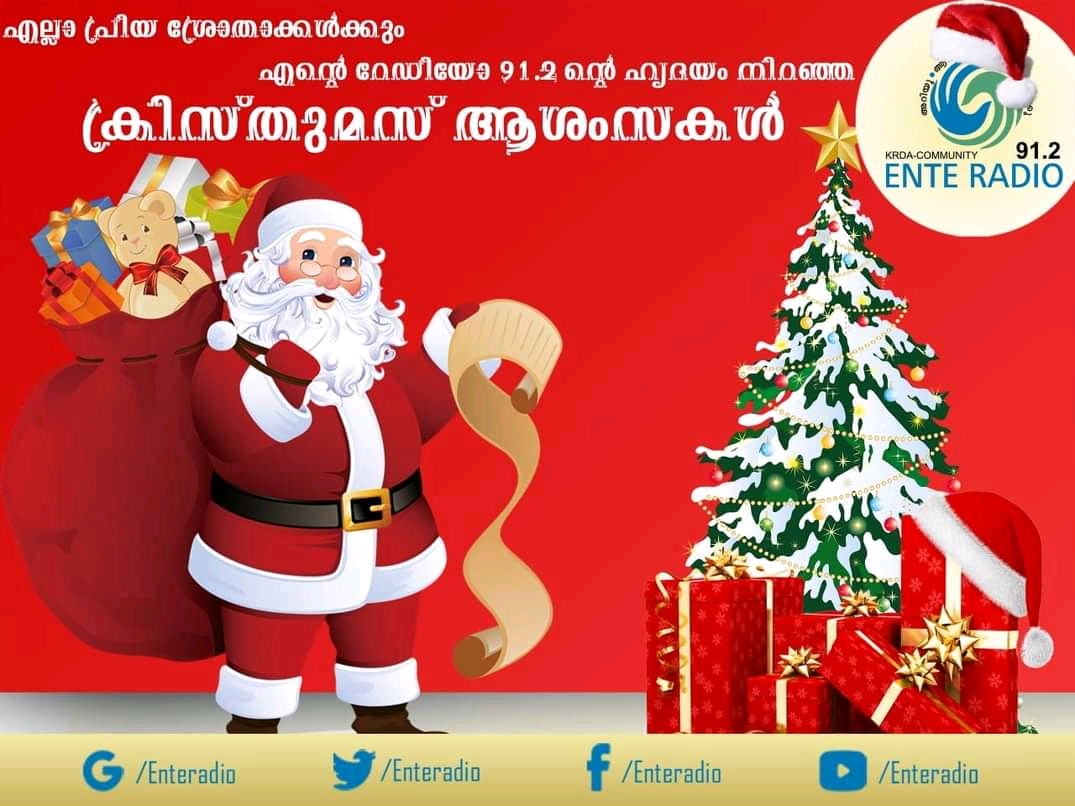 എല്ലാ പ്രീയ ശ്രോതാക്കൾക്കും
എന്റെ റേഡീയോ 91.2 ന്റെ ഹൃദയം നിറഞ്ഞ
ക്രിസ്തുമസ് ആശംസകൾ
KRDA-COMMUNITY 91.2
ENTE RADIO
/Enteradio /Enteradio /Enteradio /Enteradio